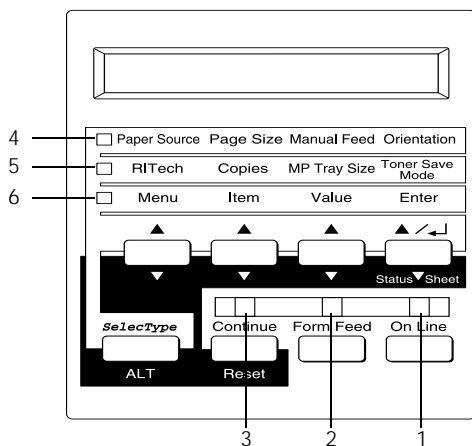 4 Paper Source Page Size Manual Feed Orientation
5 RITech Copies MP Tray Size Toner Save Mode
6 Menu Item Value Enter
Status Sheet
SelecType Continue Form Feed On Line
ALT Reset
3 2 1